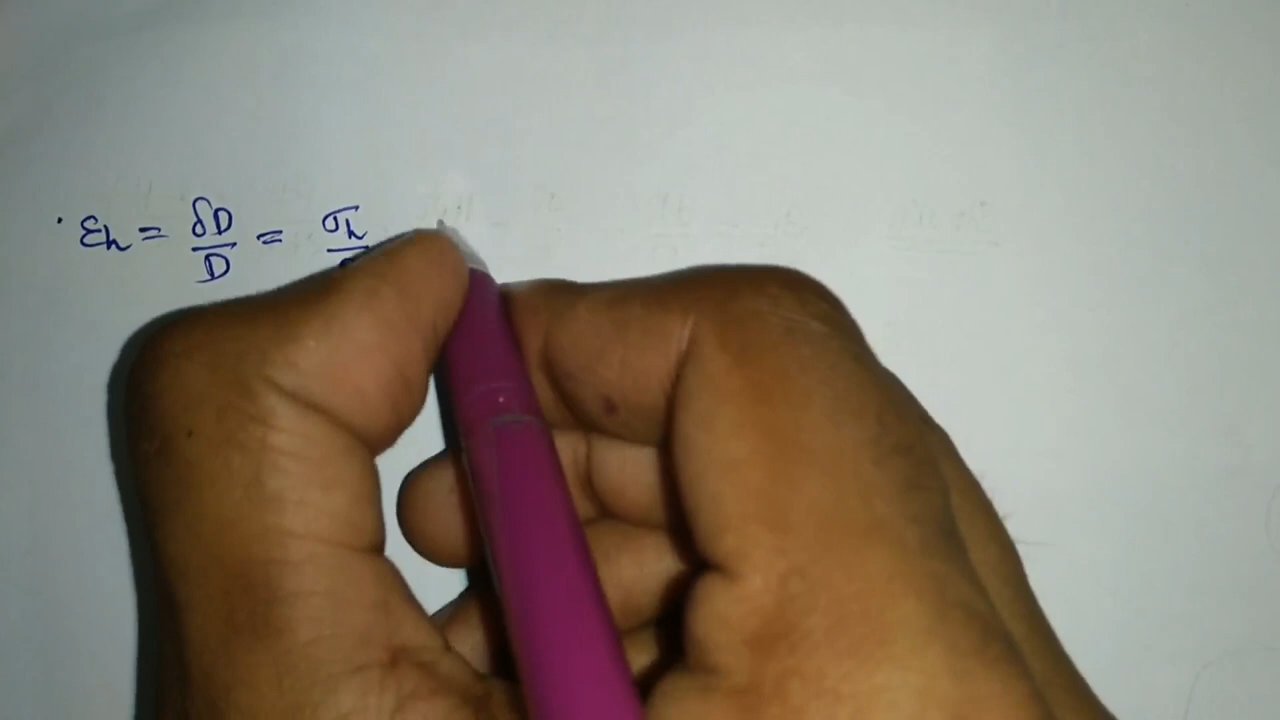 εh = δD/D = σh/